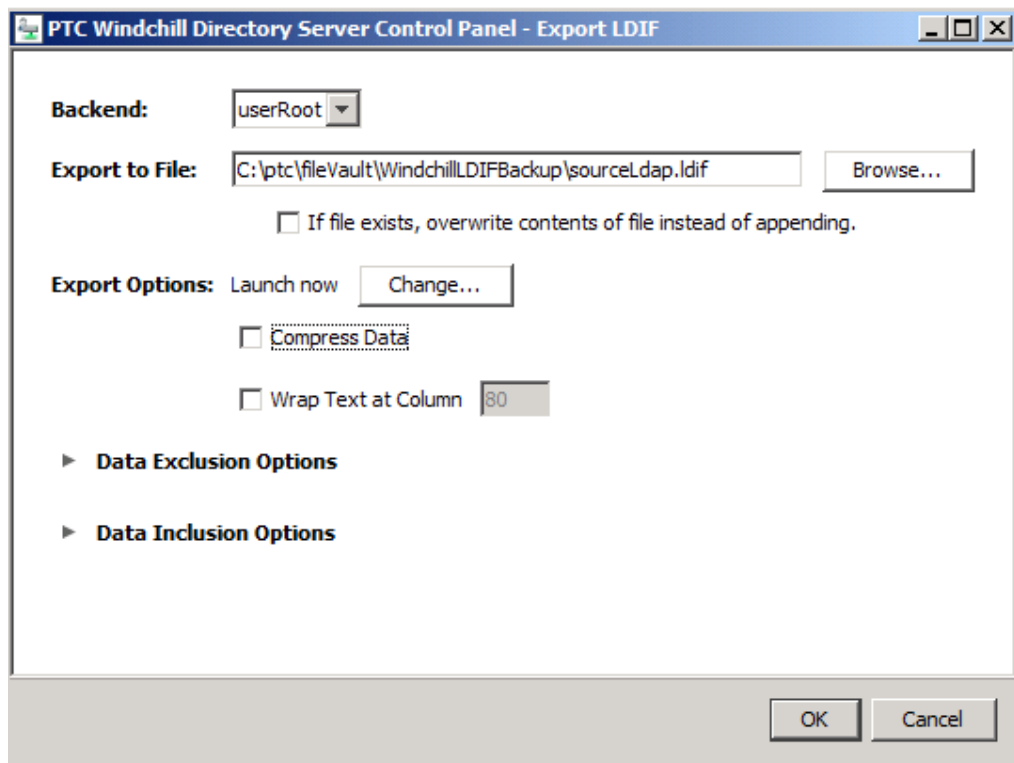 PTC Windchill Directory Server Control Panel - Export LDIF
Backend: userRoot
Export to File: C:\ptc\fileVault\WindchillLDIFBackup\sourceLdap.ldif Browse...
If file exists, overwrite contents of file instead of appending.
Export Options: Launch now Change...
Compress Data
Wrap Text at Column 80
Data Exclusion Options
Data Inclusion Options
OK Cancel